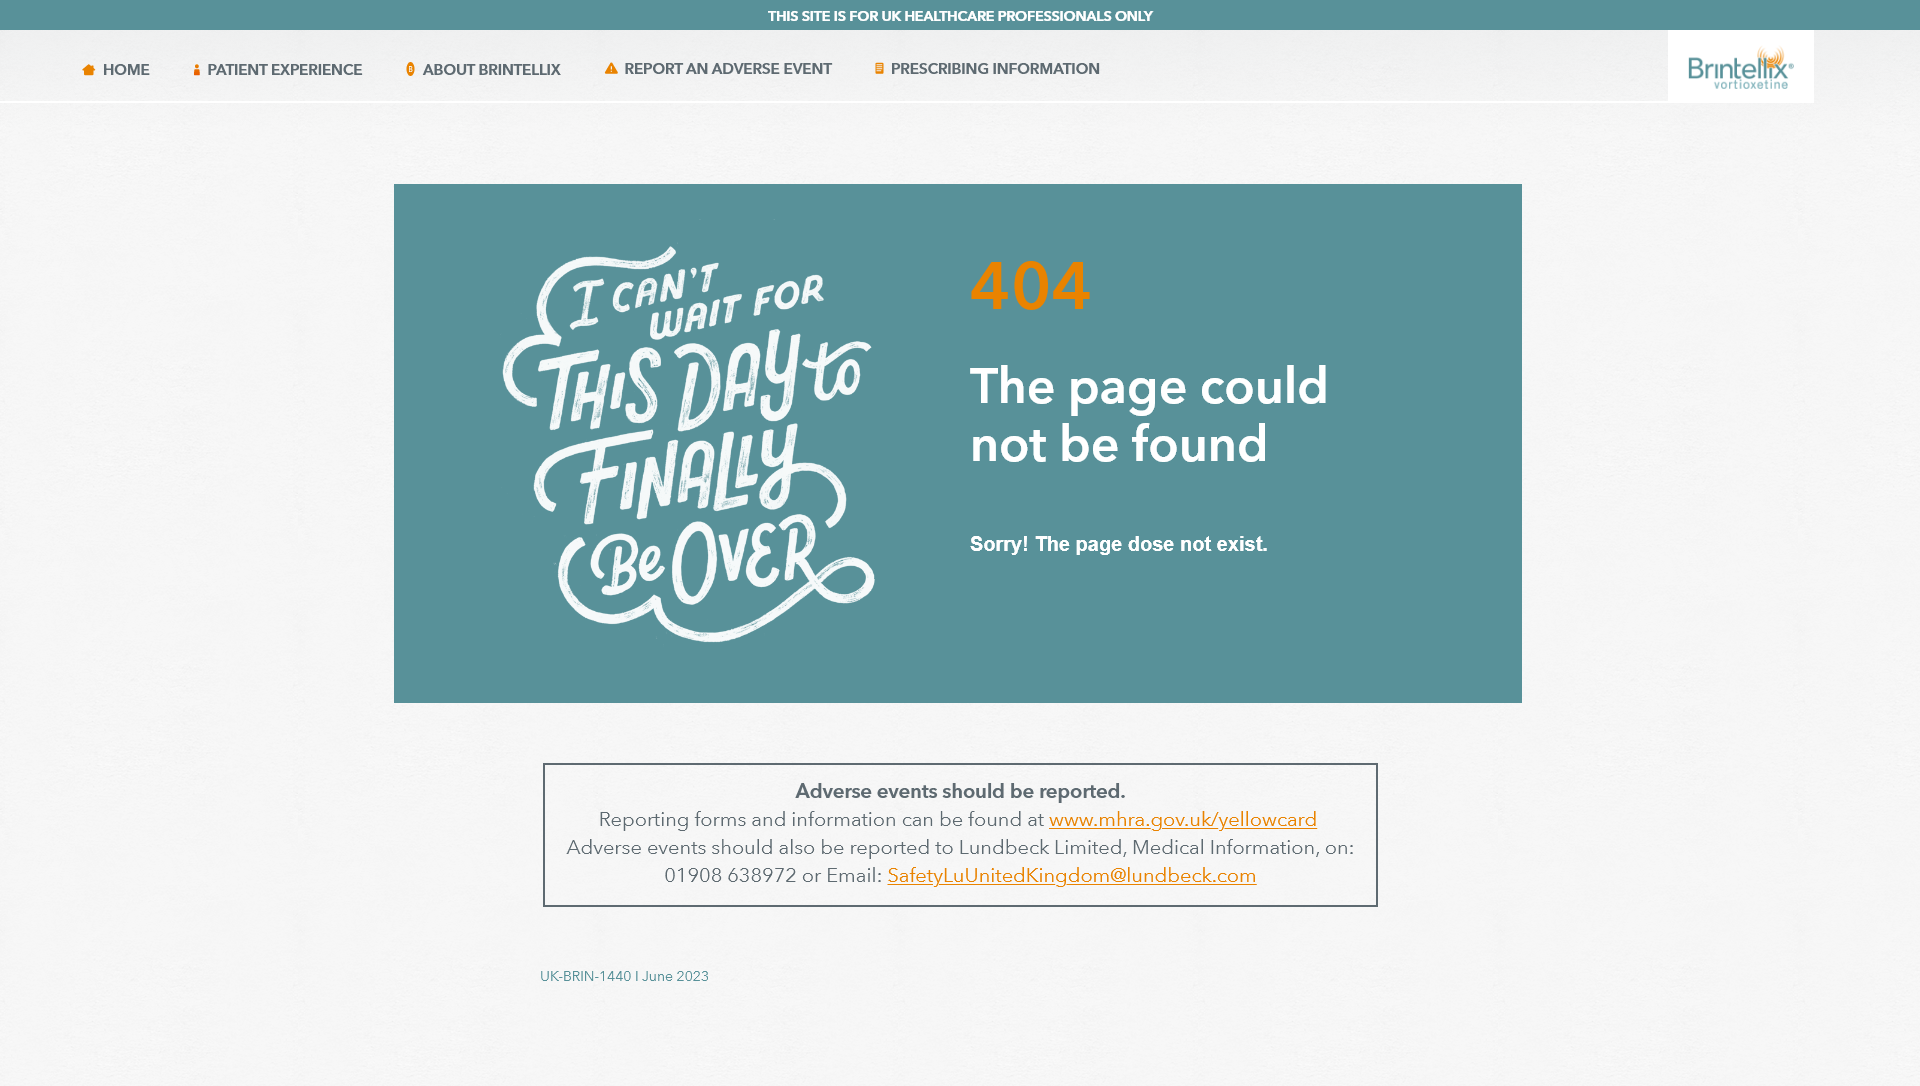 THIS SITE IS FOR UK HEALTHCARE PROFESSIONALS ONLY
HOME
PATIENT EXPERIENCE
ABOUT BRINTELLIX
REPORT AN ADVERSE EVENT
PRESCRIBING INFORMATION
Brintellix®
vortioxetine
I CAN'T
WAIT FOR
THIS DAY to
FINALLY
Be OVER
404
The page could
not be found
Sorry! The page dose not exist.
Adverse events should be reported.
Reporting forms and information can be found at www.mhra.gov.uk/yellowcard
Adverse events should also be reported to Lundbeck Limited, Medical Information, on:
01908 638972 or Email: SafetyLuUnitedKingdom@lundbeck.com
UK-BRIN-1440 I June 2023